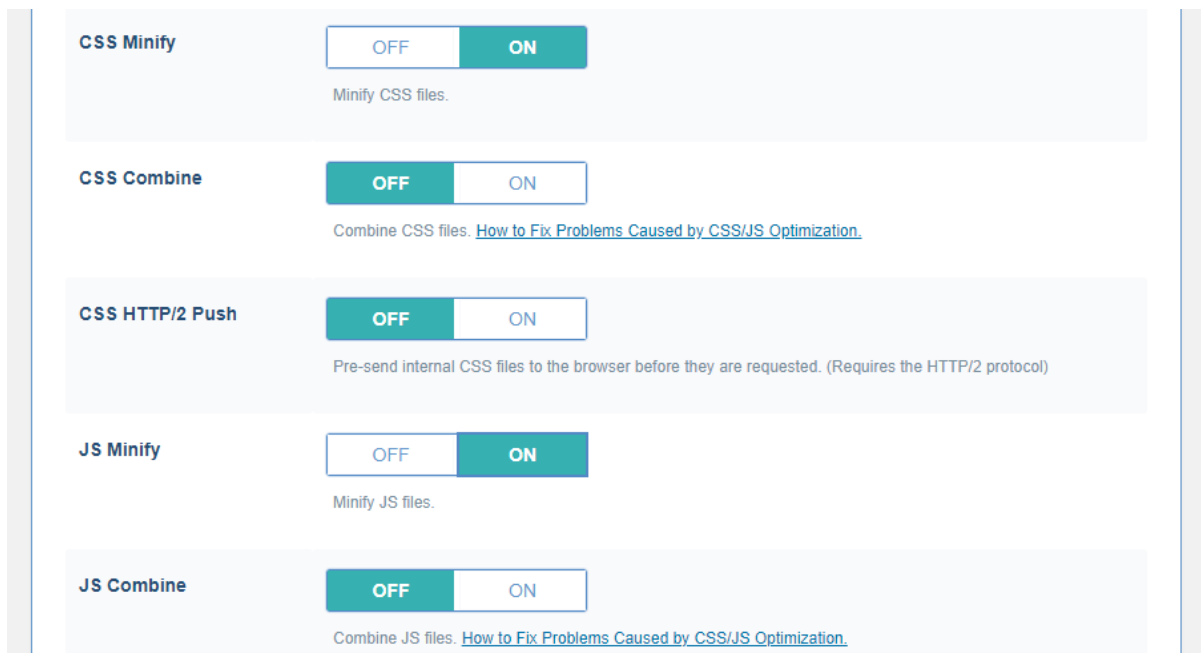 CSS Minify
OFF ON
Minify CSS files.
CSS Combine
OFF ON
Combine CSS files. How to Fix Problems Caused by CSS/JS Optimization.
CSS HTTP/2 Push
OFF ON
Pre-send internal CSS files to the browser before they are requested. (Requires the HTTP/2 protocol)
JS Minify
OFF ON
Minify JS files.
JS Combine
OFF ON
Combine JS files. How to Fix Problems Caused by CSS/JS Optimization.